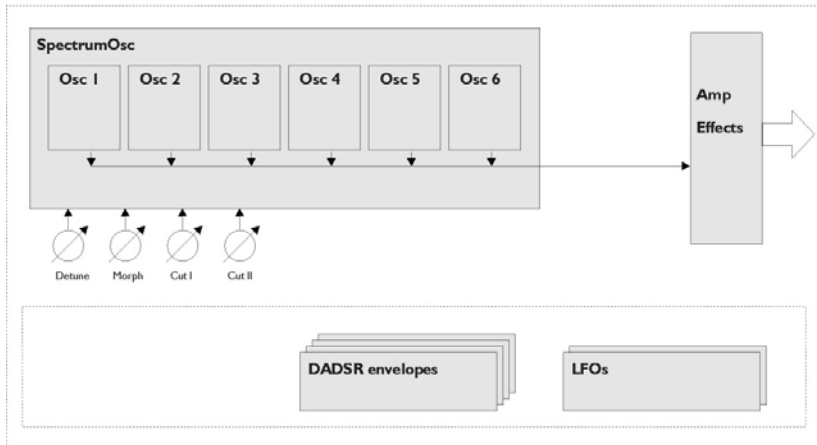 SpectrumOsc
Osc 1
Osc 2
Osc 3
Osc 4
Osc 5
Osc 6
Amp
Effects
Detune
Morph
Cut I
Cut II
DADSR envelopes
LFOs